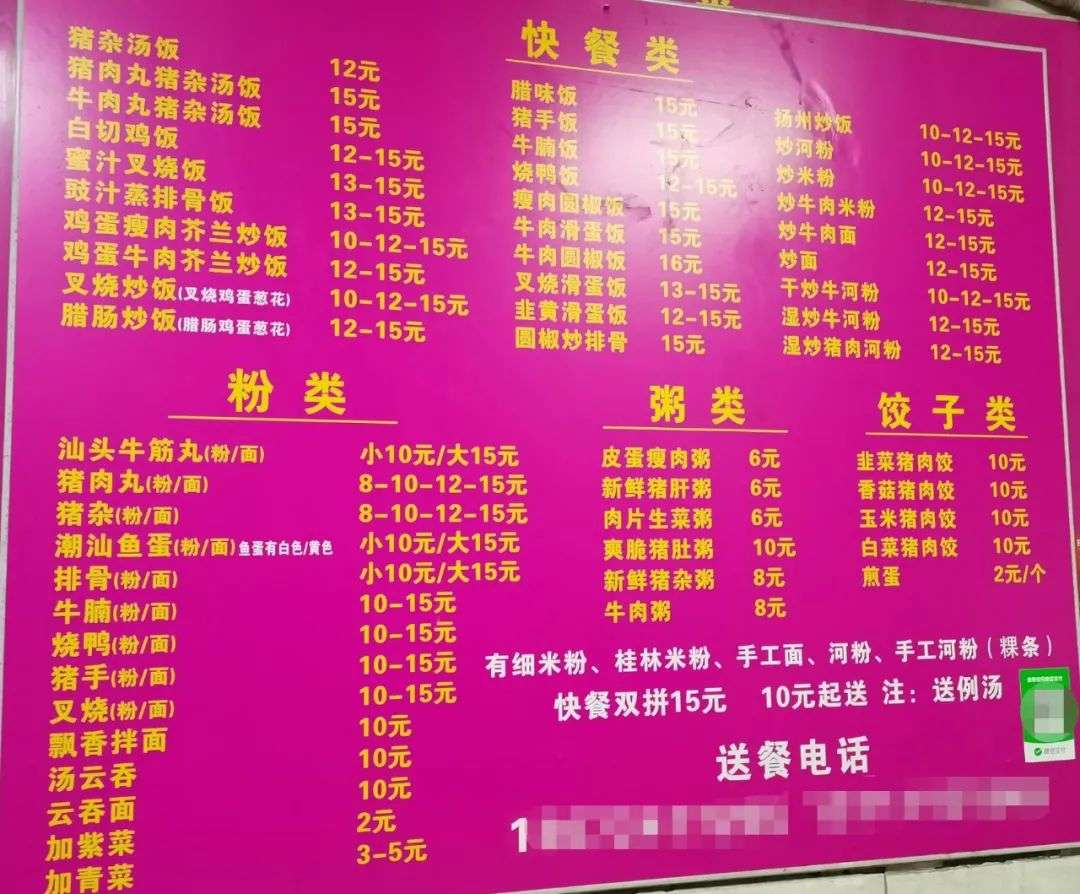 猪杂汤饭 12元
猪肉丸猪杂汤饭 15元
牛肉丸猪杂汤饭 15元
白切鸡饭 12-15元
蜜汁叉烧饭 13-15元
豉汁蒸排骨饭 13-15元
鸡蛋瘦肉芥兰炒饭 10-12-15元
鸡蛋牛肉芥兰炒饭 12-15元
叉烧炒饭(叉烧鸡蛋葱花) 10-12-15元
腊肠炒饭(腊肠鸡蛋葱花) 12-15元
快餐类
腊味饭 15元
猪手饭 15元
牛腩饭 15元
烧鸭饭 12-15元
瘦肉圆椒饭 15元
牛肉滑蛋饭 15元
牛肉圆椒饭 16元
叉烧滑蛋饭 13-15元
韭黄滑蛋饭 12-15元
圆椒炒排骨 15元
扬州炒饭 10-12-15元
炒河粉 10-12-15元
炒米粉 10-12-15元
炒牛肉米粉 12-15元
炒牛肉面 12-15元
炒面 12-15元
干炒牛河粉 10-12-15元
湿炒牛河粉 12-15元
湿炒猪肉河粉 12-15元
粉类
汕头牛筋丸(粉/面) 小10元/大15元
猪肉丸(粉/面) 8-10-12-15元
猪杂(粉/面) 8-10-12-15元
潮汕鱼蛋(粉/面)鱼蛋有白色/黄色 小10元/大15元
排骨(粉/面) 小10元/大15元
牛腩(粉/面) 10-15元
烧鸭(粉/面) 10-15元
猪手(粉/面) 10-15元
叉烧(粉/面) 10-15元
飘香拌面 10元
汤云吞 10元
云吞面 10元
加紫菜 2元
加青菜 3-5元
粥类
皮蛋瘦肉粥 6元
新鲜猪肝粥 6元
肉片生菜粥 6元
爽脆猪肚粥 10元
新鲜猪杂粥 8元
牛肉粥 8元
饺子类
韭菜猪肉饺 10元
香菇猪肉饺 10元
玉米猪肉饺 10元
白菜猪肉饺 10元
煎蛋 2元/个
有细米粉、桂林米粉、手工面、河粉、手工河粉(粿条)
快餐双拼15元 10元起送 注：送例汤
送餐电话
1